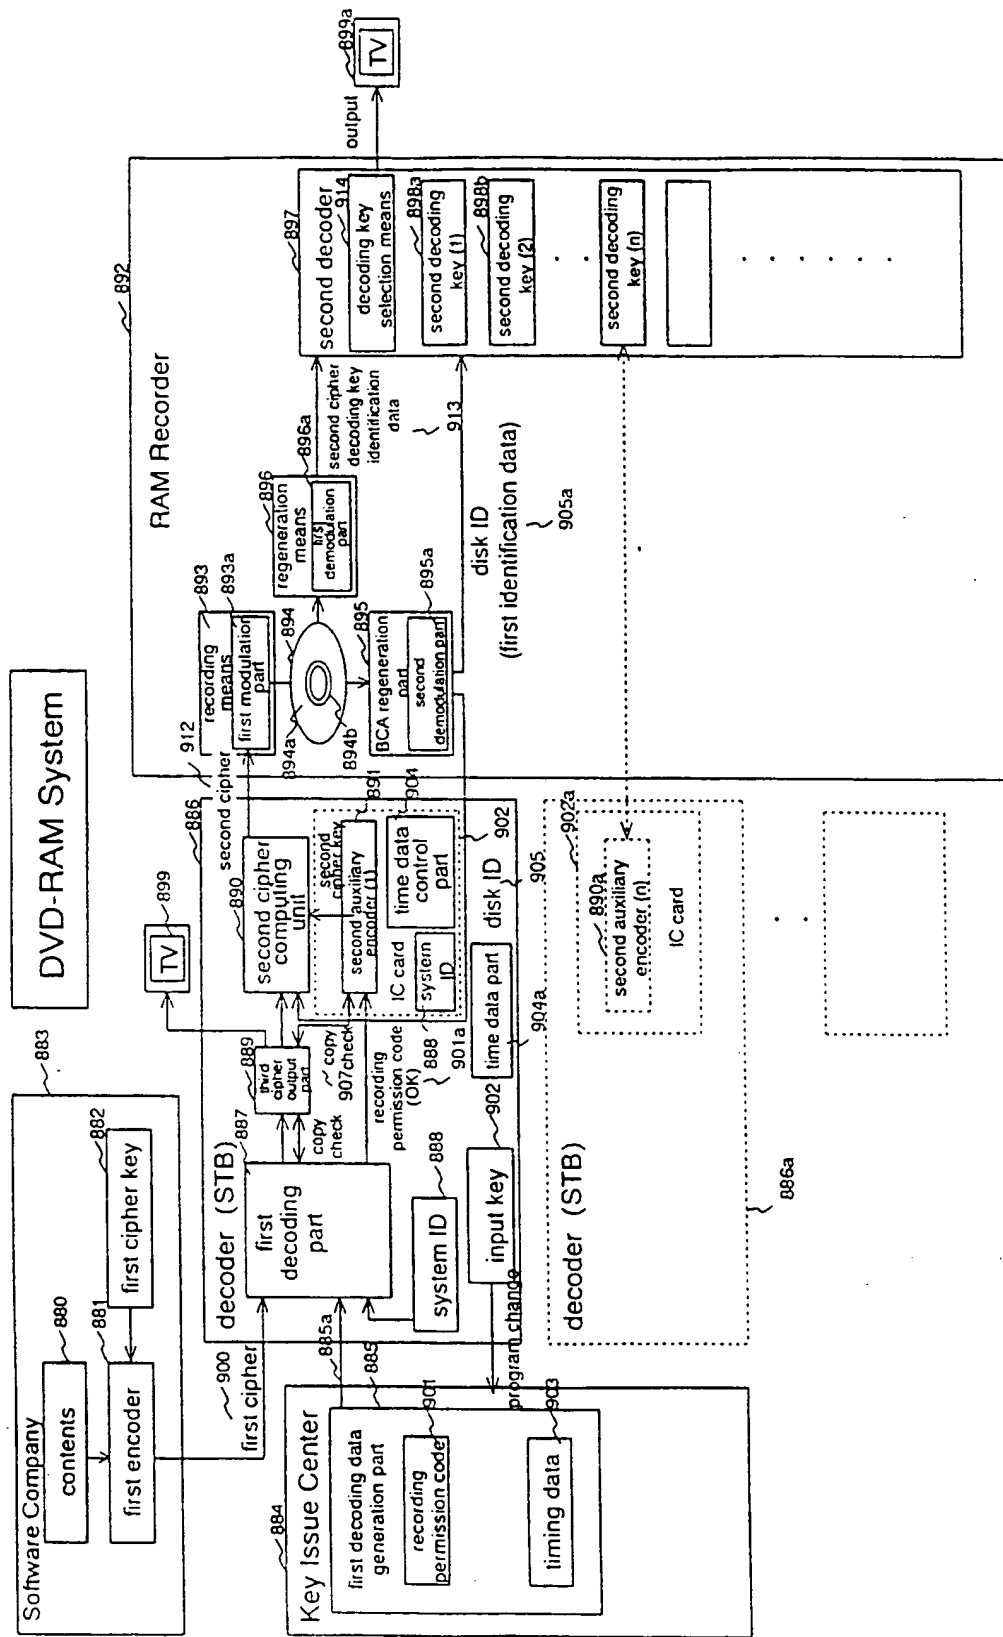 DVD-RAM System
Software Company
883
contents
880
first encoder
881
first cipher key
882
900
first cipher
Key Issue Center
884
first decoding data
generation part
885
885a
recording
permission code
901
timing data
903
program change
decoder (STB)
886
first
decoding
part
887
system ID
888
input key
902
copy
check
third
cipher
output
part
889
TV
899
second cipher
computing
unit
890
second
cipher key
second auxiliary
encoder (1)
891
copy
check
907
recording
permission code
(OK)
901a
IC card
system
ID
888
time data
control
part
904
902
time data part
904a
disk ID
905
second cipher
912
decoder (STB)
886a
second auxiliary
encoder (n)
890a
IC card
902a
RAM Recorder
892
recording
means
893
first modulation
part
893a
894
894a
894b
BCA regeneration
part
895
second
demodulation part
895a
regeneration
means
896
first
demodulation
part
896a
second cipher
decoding key
identification
data
913
disk ID
(first identification data)
905a
second decoder
897
decoding key
selection means
914
second decoding
key (1)
898a
second decoding
key (2)
898b
second decoding
key (n)
output
TV
899a